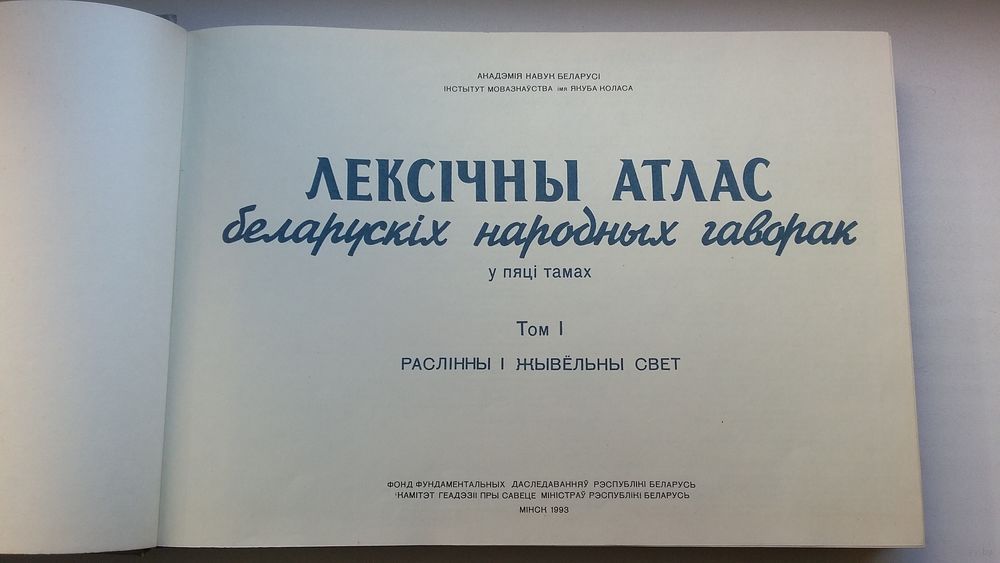 АКАДЭМІЯ НАВУК БЕЛАРУСІ
ІНСТЫТУТ МОВАЗНАЎСТВА імя ЯКУБА КОЛАСА
ЛЕКСІЧНЫ АТЛАС
беларускіх народных гаворак
у пяці тамах
Том I
РАСЛІННЫ І ЖЫВЁЛЬНЫ СВЕТ
ФОНД ФУНДАМЕНТАЛЬНЫХ ДАСЛЕДАВАННЯЎ РЭСПУБЛІКІ БЕЛАРУСЬ
КАМІТЭТ ГЕАДЭЗІІ ПРЫ САВЕЦЕ МІНІСТРАЎ РЭСПУБЛІКІ БЕЛАРУСЬ
МІНСК 1993